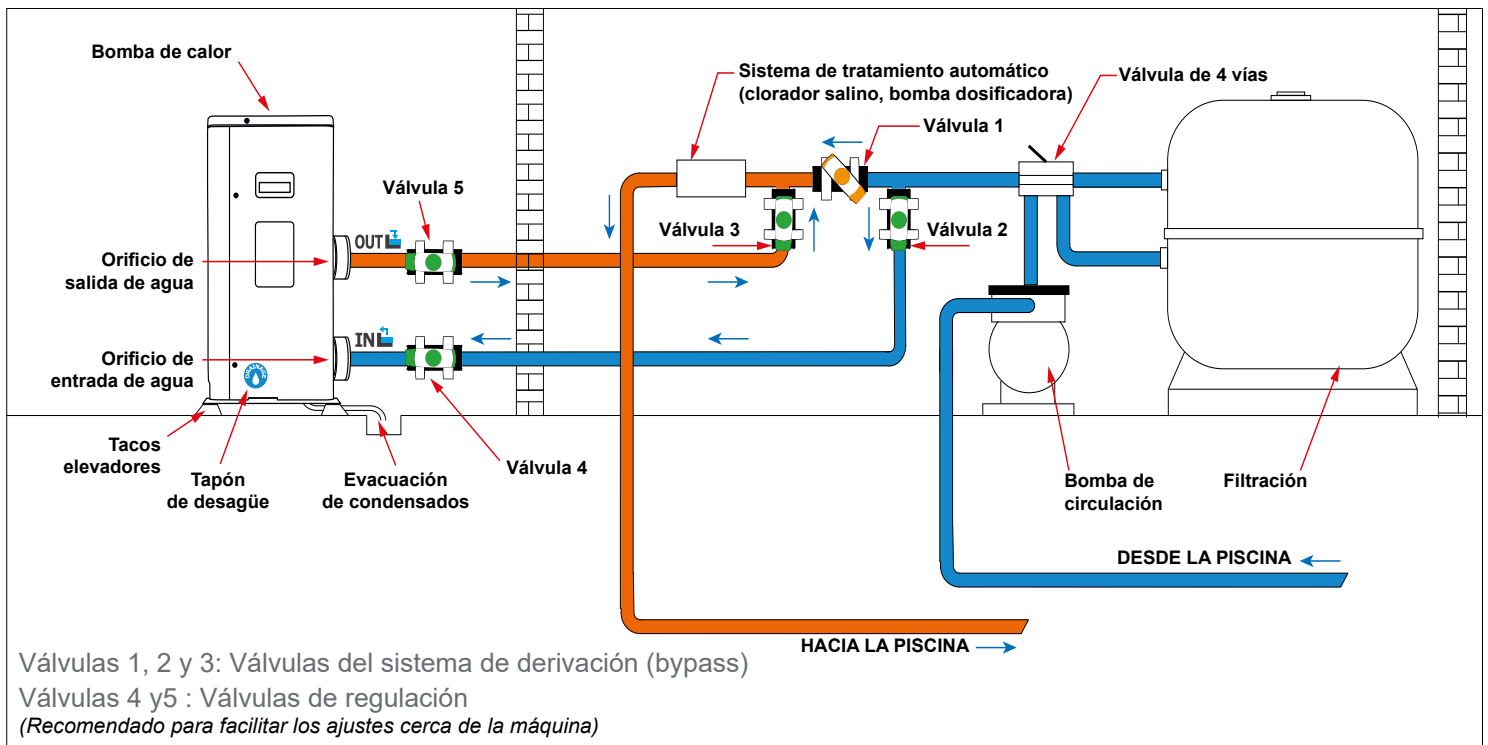 Bomba de calor
Sistema de tratamiento automático
(clorador salino, bomba dosificadora)
Válvula de 4 vías
Válvula 1
Válvula 5
Válvula 3
Válvula 2
OUT
Orificio de
salida de agua
IN
Orificio de
entrada de agua
DRAINAGE
Tacos
elevadores
Tapón
de desagüe
Evacuación
de condensados
Válvula 4
Bomba de
circulación
Filtración
DESDE LA PISCINA
HACIA LA PISCINA
Válvulas 1, 2 y 3: Válvulas del sistema de derivación (bypass)
Válvulas 4 y5 : Válvulas de regulación
(Recomendado para facilitar los ajustes cerca de la máquina)